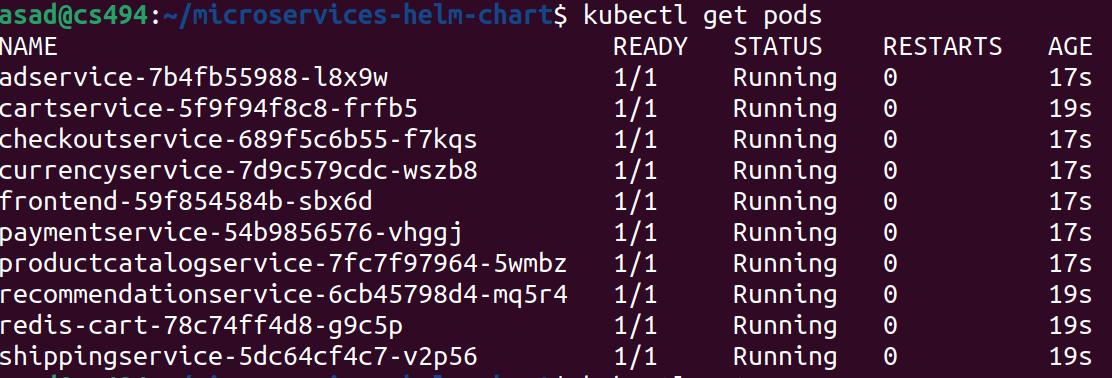 asad@cs494:~/microservices-helm-chart$ kubectl get pods
NAME READY STATUS RESTARTS AGE
adservice-7b4fb55988-l8x9w 1/1 Running 0 17s
cartservice-5f9f94f8c8-frfb5 1/1 Running 0 19s
checkoutservice-689f5c6b55-f7kqs 1/1 Running 0 17s
currencyservice-7d9c579cdc-wszb8 1/1 Running 0 17s
frontend-59f854584b-sbx6d 1/1 Running 0 17s
paymentservice-54b9856576-vhggj 1/1 Running 0 17s
productcatalogservice-7fc7f97964-5wmbz 1/1 Running 0 17s
recommendationservice-6cb45798d4-mq5r4 1/1 Running 0 19s
redis-cart-78c74ff4d8-g9c5p 1/1 Running 0 19s
shippingservice-5dc64cf4c7-v2p56 1/1 Running 0 19s